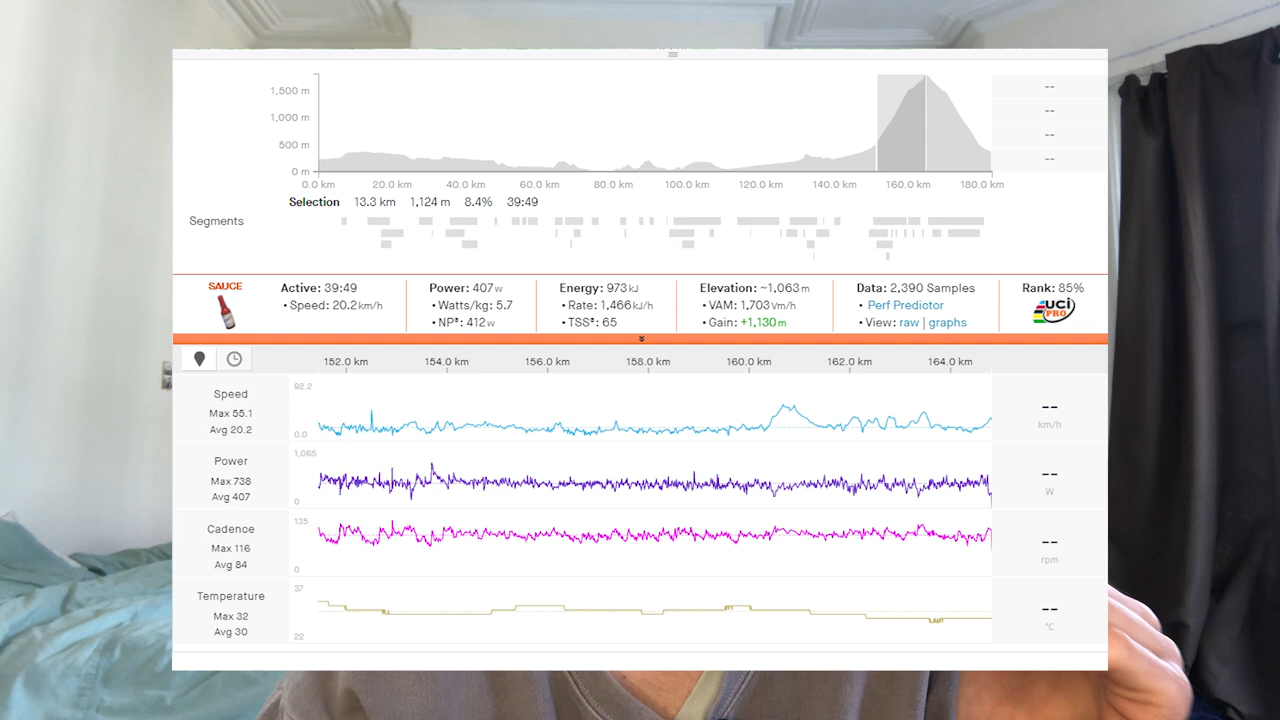 1,500 m
1,000 m
500 m
0 m
0.0 km 20.0 km 40.0 km 60.0 km 80.0 km 100.0 km 120.0 km 140.0 km 160.0 km 180.0 km
--
--
--
--
Selection 13.3 km 1,124 m 8.4% 39:49
Segments
SAUCE
Active: 39:49
• Speed: 20.2km/h
Power: 407w
• Watts/kg: 5.7
• NP®: 412w
Energy: 973kJ
• Rate: 1,466kJ/h
• TSS®: 65
Elevation: ~1,063m
• VAM: 1,703Vm/h
• Gain: +1,130m
Data: 2,390 Samples
• Perf Predictor
• View: raw | graphs
Rank: 85%
UCI
PRO
152.0 km 154.0 km 156.0 km 158.0 km 160.0 km 162.0 km 164.0 km
Speed
Max 55.1
Avg 20.2
92.2
0.0
--
km/h
Power
Max 738
Avg 407
1,065
0
--
W
Cadence
Max 116
Avg 84
135
0
--
rpm
Temperature
Max 32
Avg 30
37
22
--
°C